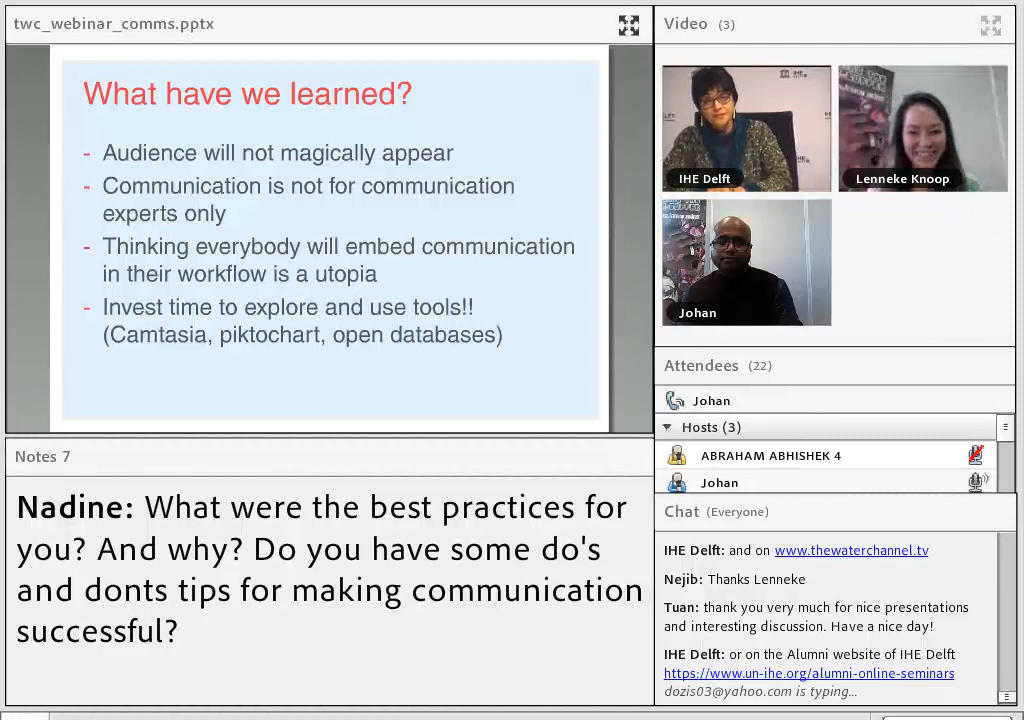 twc_webinar_comms.pptx
What have we learned?
- Audience will not magically appear
- Communication is not for communication
experts only
- Thinking everybody will embed communication
in their workflow is a utopia
- Invest time to explore and use tools!!
(Camtasia, piktochart, open databases)
Notes 7
Nadine: What were the best practices for
you? And why? Do you have some do's
and donts tips for making communication
successful?
Video (3)
IHE Delft
Lenneke Knoop
Johan
Attendees (22)
Johan
Hosts (3)
ABRAHAM ABHISHEK 4
Johan
Chat (Everyone)
IHE Delft: and on www.thewaterchannel.tv
Nejib: Thanks Lenneke
Tuan: thank you very much for nice presentations
and interesting discussion. Have a nice day!
IHE Delft: or on the Alumni website of IHE Delft
https://www.un-ihe.org/alumni-online-seminars
dozis03@yahoo.com is typing...